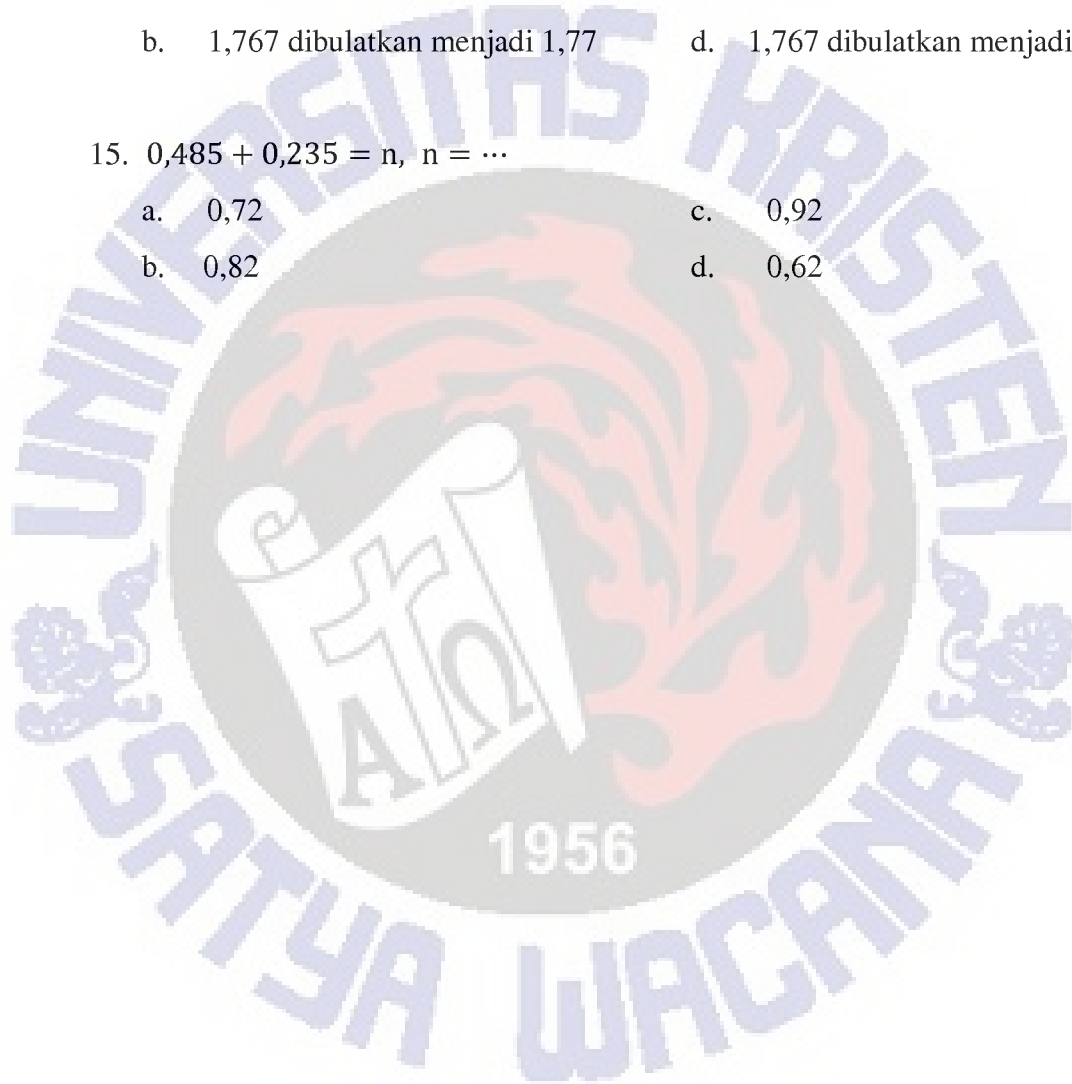 b. 1,767 dibulatkan menjadi 1,77 d. 1,767 dibulatkan menjadi
15. 0,485 + 0,235 = n, n = ⋯
a. 0,72 c. 0,92
b. 0,82 d. 0,62
UNIVERSITAS KRISTEN
SATYA WACANA
Α Ω
1956